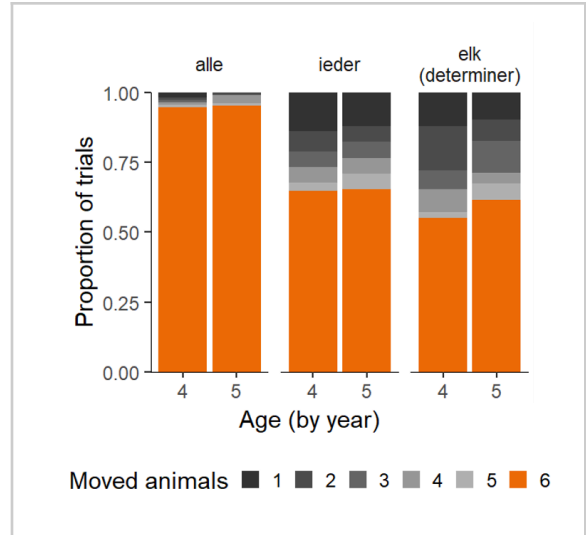 alle
ieder
elk
(determiner)
Proportion of trials
1.00
0.75
0.50
0.25
0.00
4 5 4 5 4 5
Age (by year)
Moved animals 1 2 3 4 5 6